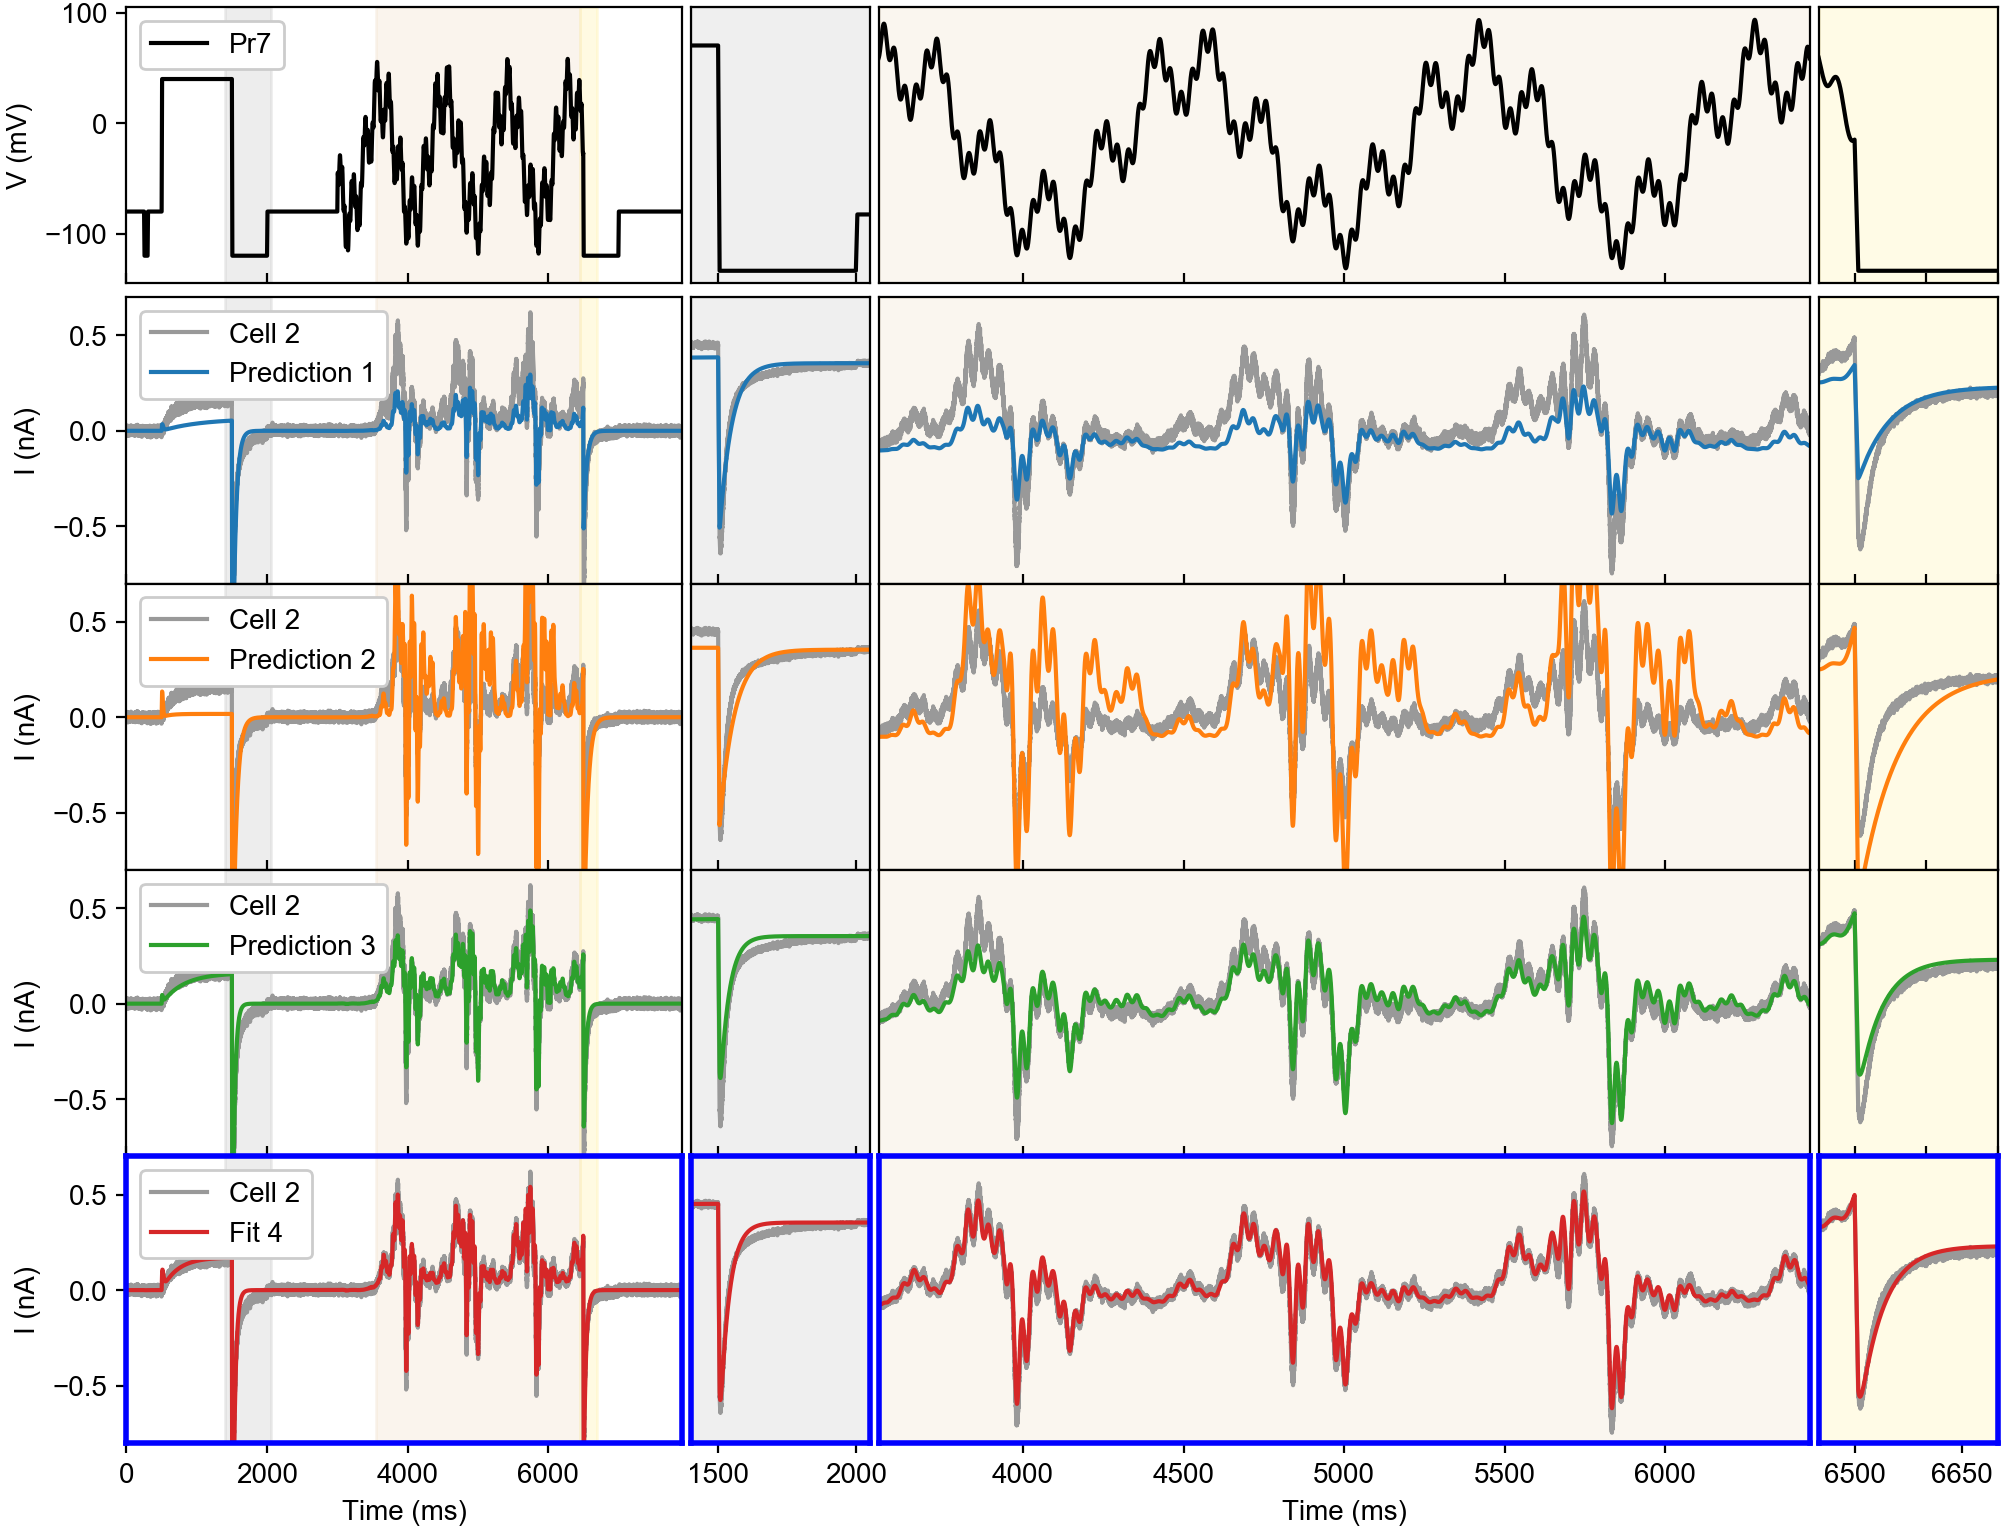 100
0
−100
V (mV)
Pr7
0.5
0.0
−0.5
I (nA)
Cell 2
Prediction 1
0.5
0.0
−0.5
I (nA)
Cell 2
Prediction 2
0.5
0.0
−0.5
I (nA)
Cell 2
Prediction 3
0.5
0.0
−0.5
I (nA)
Cell 2
Fit 4
0 2000 4000 6000 1500 2000 4000 4500 5000 5500 6000 6500 6650
Time (ms) Time (ms)